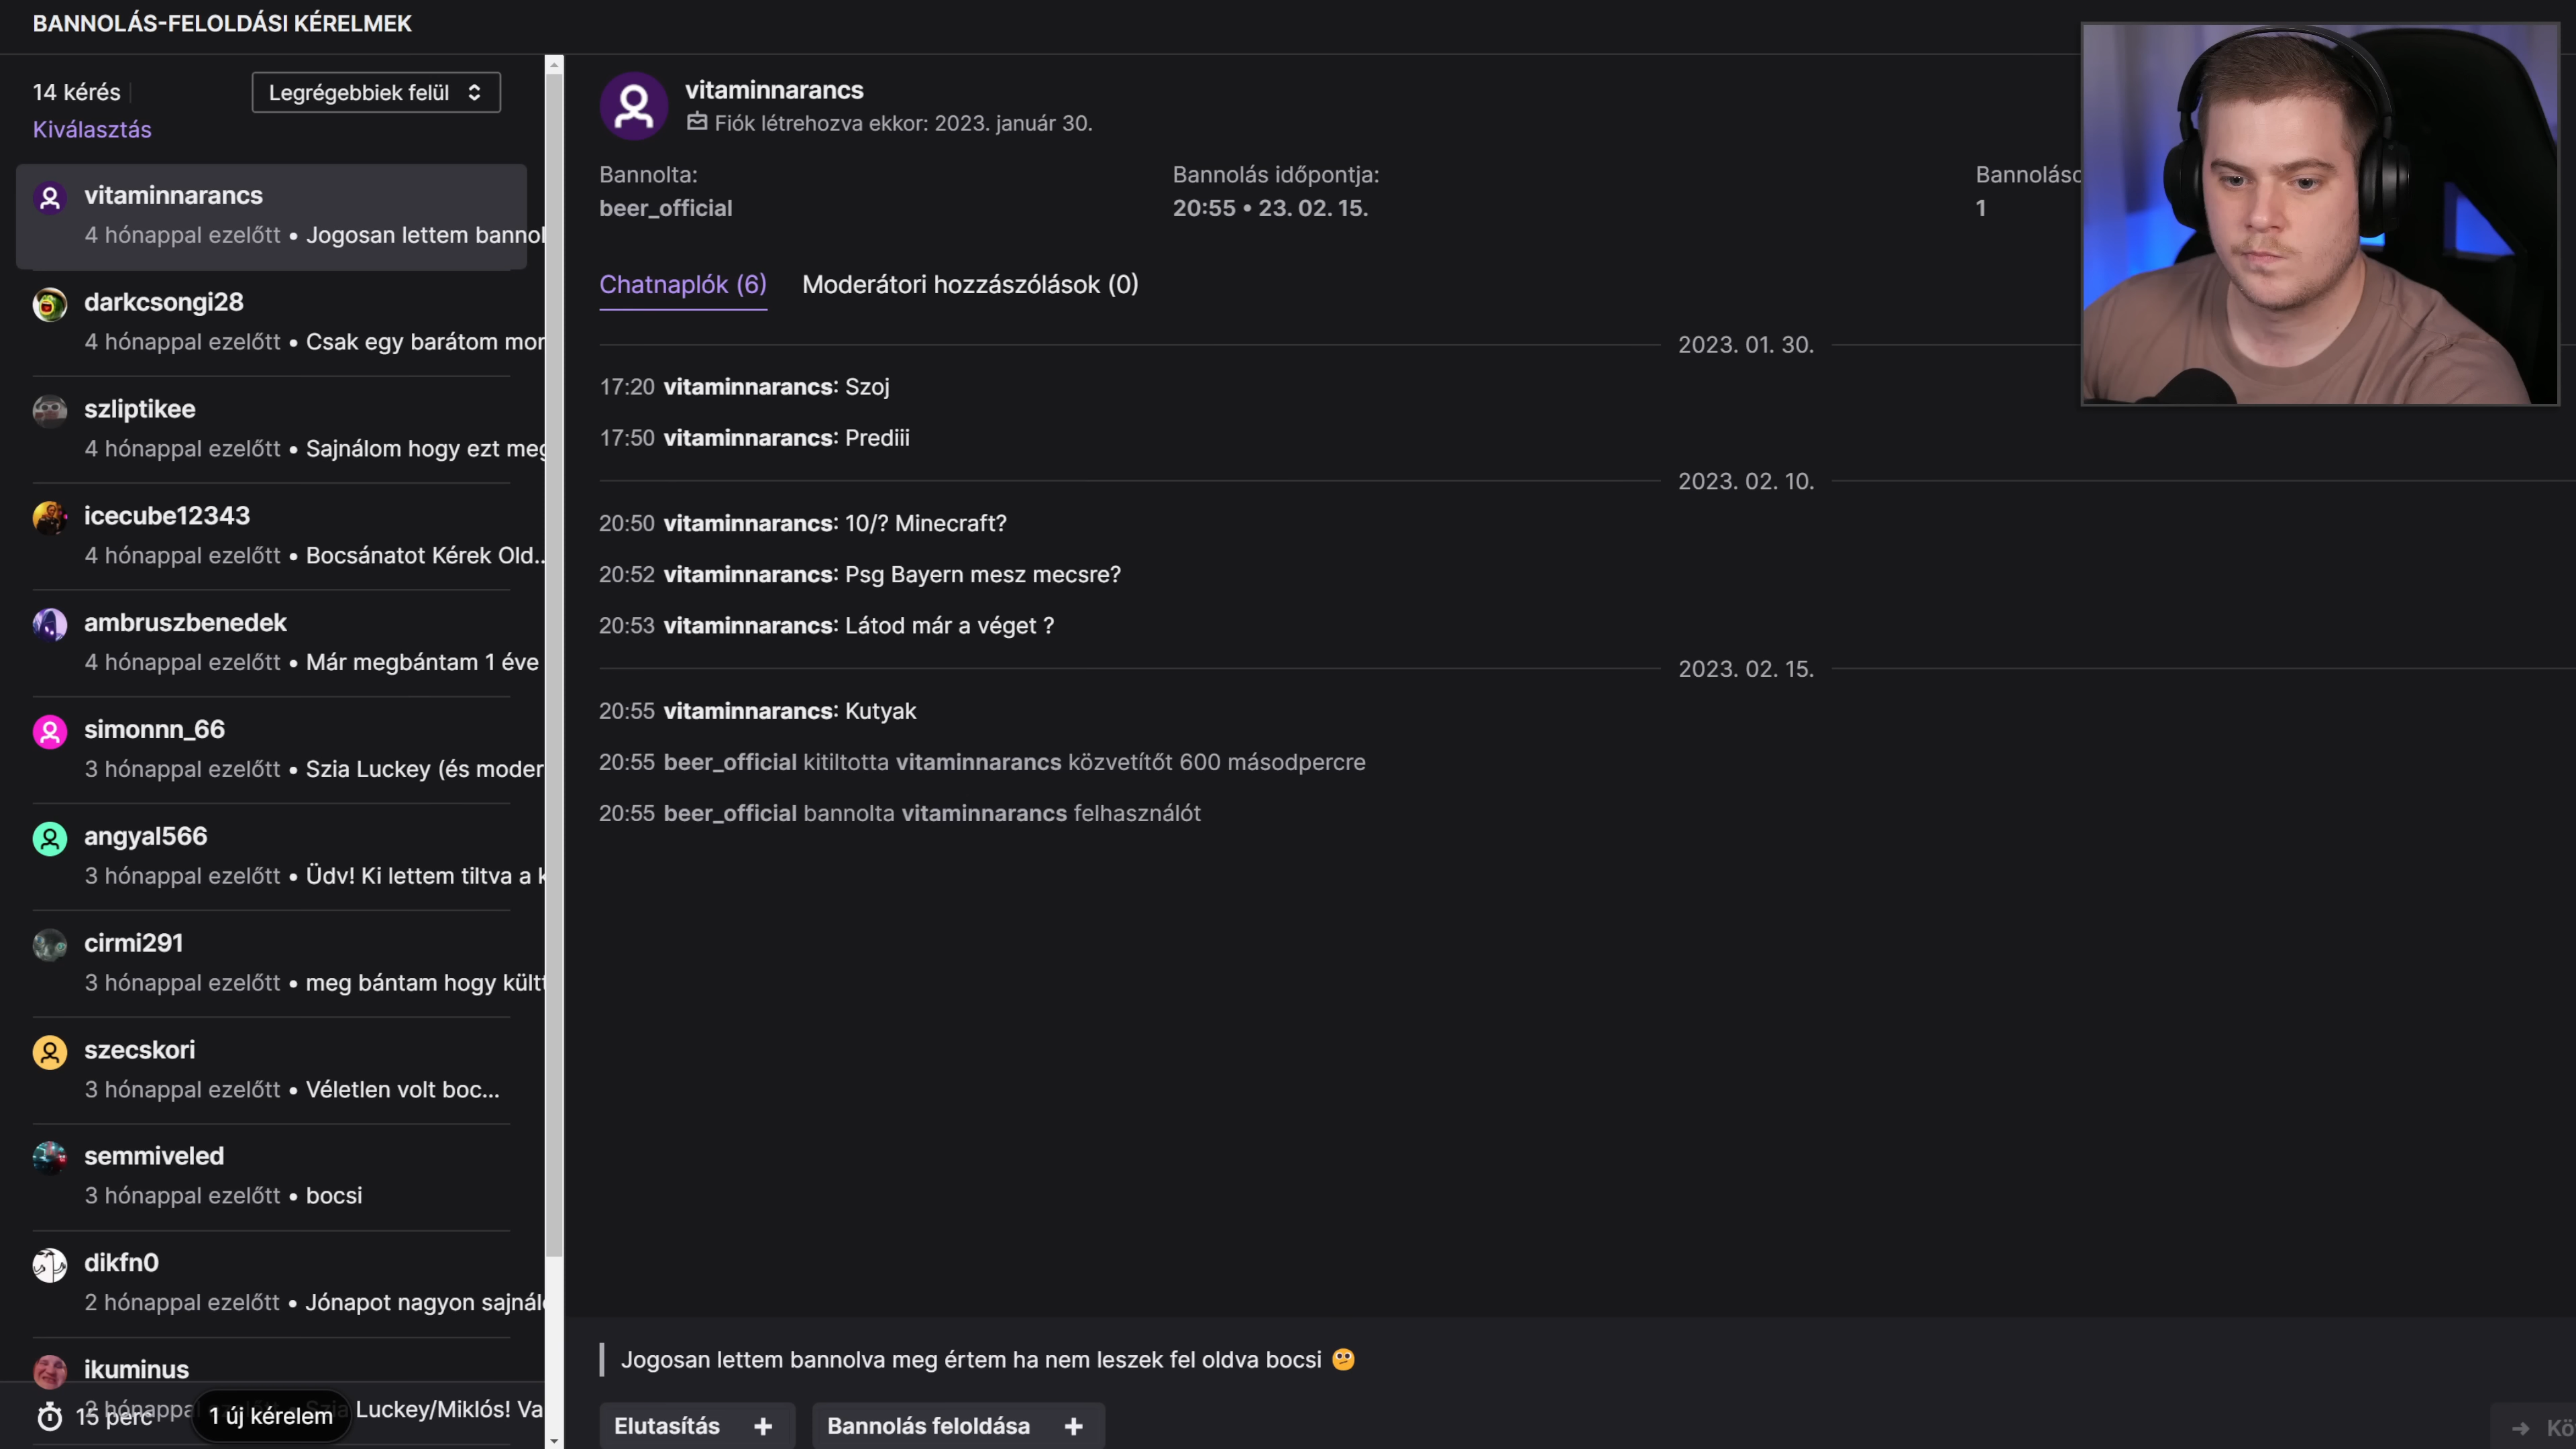 BANNOLÁS-FELOLDÁSI KÉRELMEK
14 kérés
Legrégebbiek felül
Kiválasztás
vitaminnarancs
4 hónappal ezelőtt • Jogosan lettem bannol
darkcsongi28
4 hónappal ezelőtt • Csak egy barátom mor
szliptikee
4 hónappal ezelőtt • Sajnálom hogy ezt meg
icecube12343
4 hónappal ezelőtt • Bocsánatot Kérek Old..
ambruszbenedek
4 hónappal ezelőtt • Már megbántam 1 éve
simonnn_66
3 hónappal ezelőtt • Szia Luckey (és moder
angyal566
3 hónappal ezelőtt • Üdv! Ki lettem tiltva a k
cirmi291
3 hónappal ezelőtt • meg bántam hogy kültt
szecskori
3 hónappal ezelőtt • Véletlen volt boc...
semmiveled
3 hónappal ezelőtt • bocsi
dikfn0
2 hónappal ezelőtt • Jónapot nagyon sajnál
ikuminus
Luckey/Miklós! Va
15 perc
1 új kérelem
vitaminnarancs
Fiók létrehozva ekkor: 2023. január 30.
Bannolta:
beer_official
Bannolás időpontja:
20:55 • 23. 02. 15.
Bannolásc
1
Chatnaplók (6) Moderátori hozzászólások (0)
2023. 01. 30.
17:20 vitaminnarancs: Szoj
17:50 vitaminnarancs: Prediii
2023. 02. 10.
20:50 vitaminnarancs: 10/? Minecraft?
20:52 vitaminnarancs: Psg Bayern mesz mecsre?
20:53 vitaminnarancs: Látod már a véget ?
2023. 02. 15.
20:55 vitaminnarancs: Kutyak
20:55 beer_official kitiltotta vitaminnarancs közvetítőt 600 másodpercre
20:55 beer_official bannolta vitaminnarancs felhasználót
Jogosan lettem bannolva meg értem ha nem leszek fel oldva bocsi 🫤
Elutasítás + Bannolás feloldása +
→ Kö